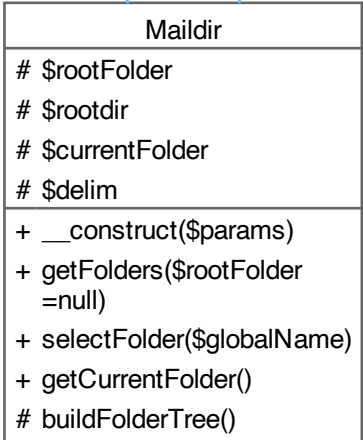 Maildir
# $rootFolder
# $rootdir
# $currentFolder
# $delim
+ __construct($params)
+ getFolders($rootFolder
=null)
+ selectFolder($globalName)
+ getCurrentFolder()
# buildFolderTree()